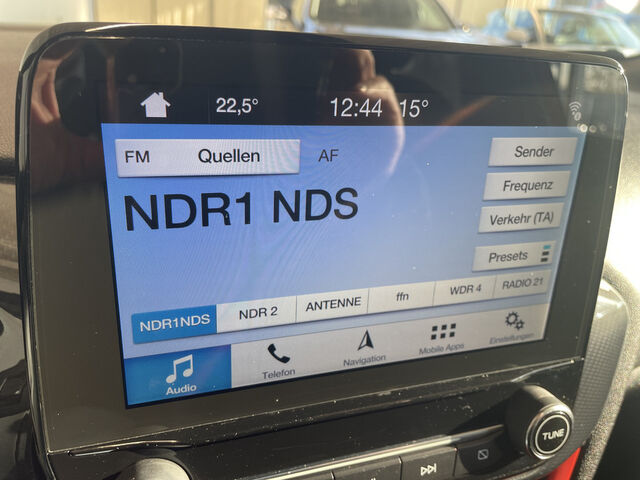 22,5° 12:44 15°
FM Quellen AF
Sender
NDR1 NDS
Frequenz
Verkehr (TA)
Presets
NDR1NDS NDR 2 ANTENNE ffn WDR 4 RADIO 21
Audio Telefon Navigation Mobile Apps Einstellungen
TUNE